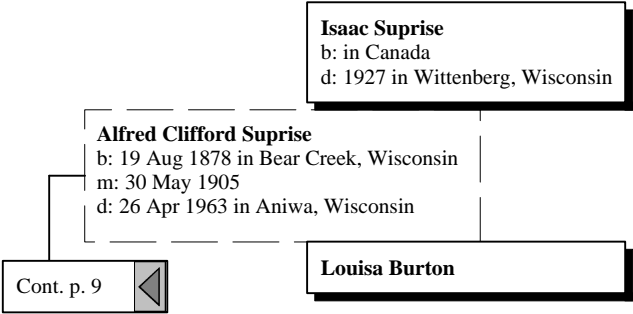 Isaac Suprise
b: in Canada
d: 1927 in Wittenberg, Wisconsin
Alfred Clifford Suprise
b: 19 Aug 1878 in Bear Creek, Wisconsin
m: 30 May 1905
d: 26 Apr 1963 in Aniwa, Wisconsin
Louisa Burton
Cont. p. 9